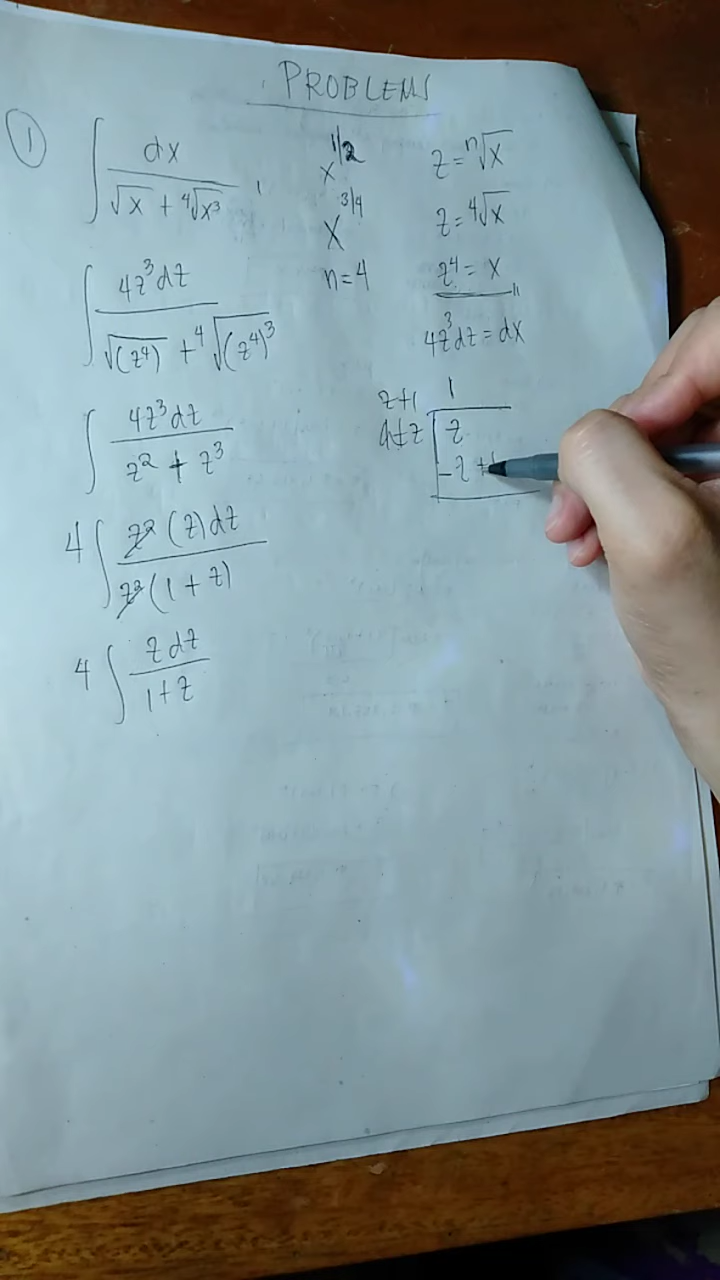 PROBLEMS
① ∫ dx / (√x + ⁴√x³) ,
x^(1/2)
x^(3/4)
n=4
z = ⁿ√x
z = ⁴√x
z⁴ = x
4z³dz = dx
∫ 4z³dz / (√(z⁴) + ⁴√(z⁴)³)
∫ 4z³dz / (z² + z³)
4 ∫ z²(z)dz / (z²(1 + z))
4 ∫ zdz / (1+z)
z+1 1
z
-z +